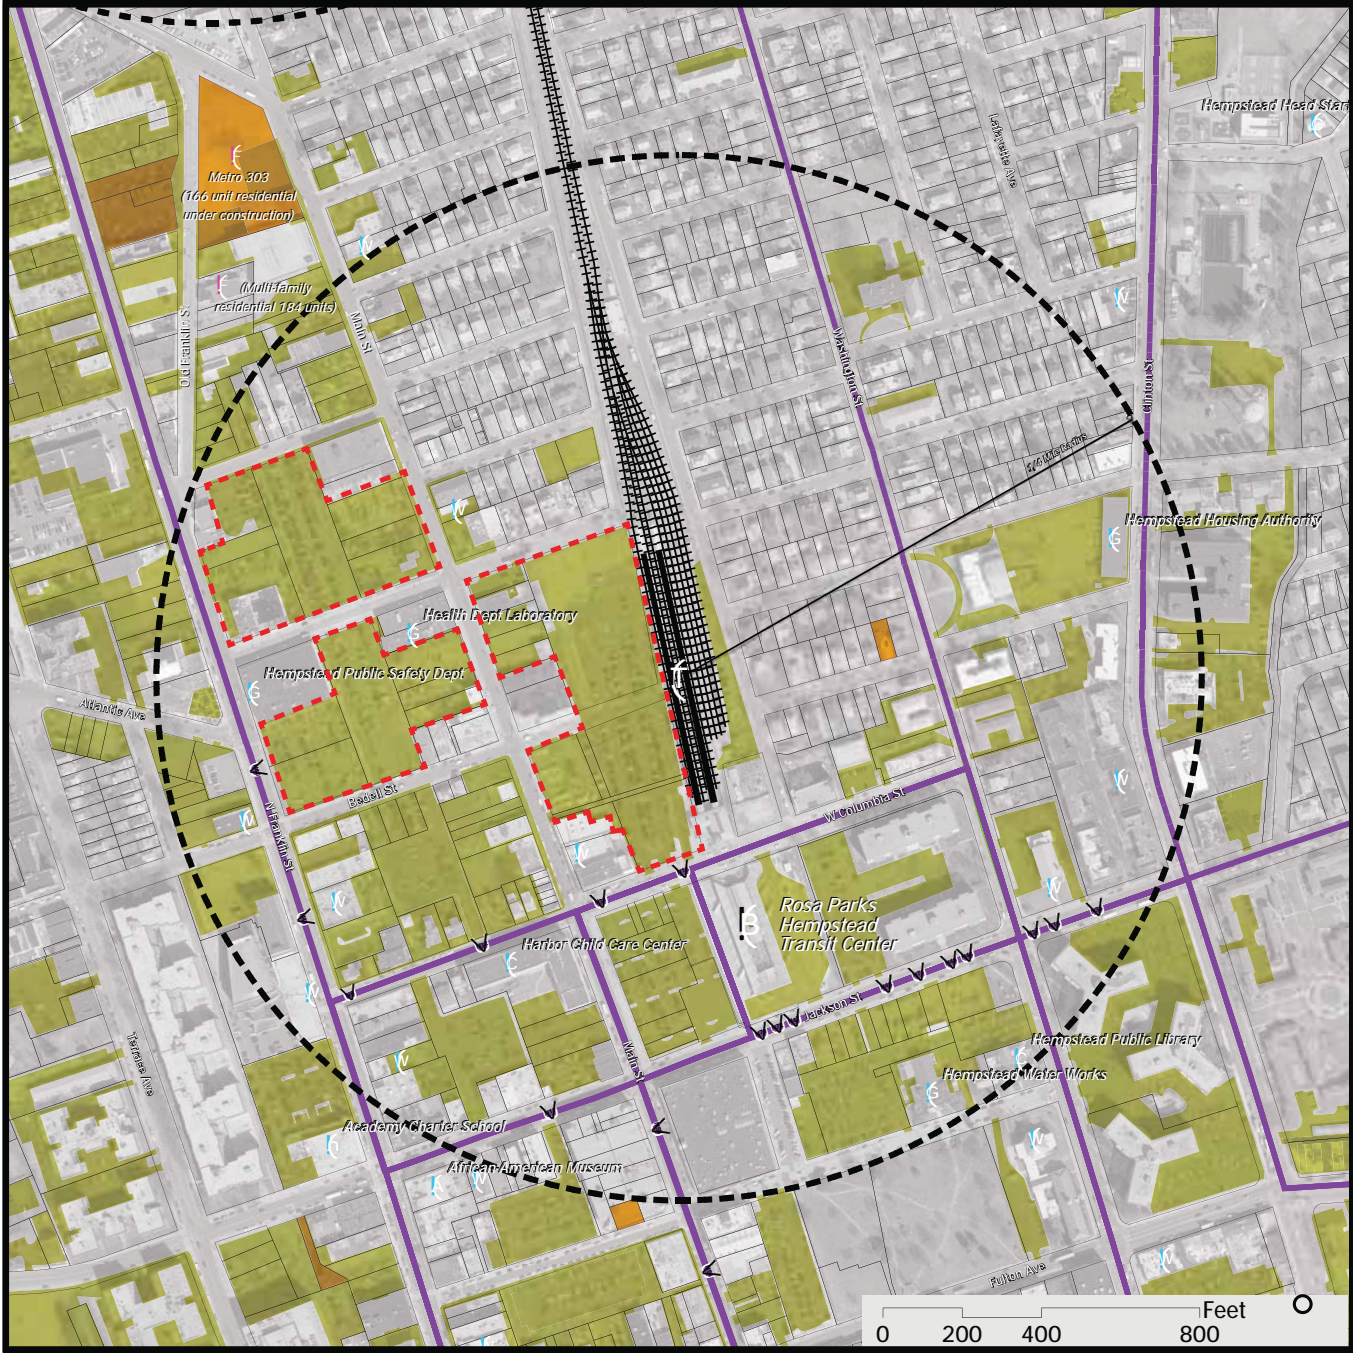 Hempstead Head Star
Lafayette Ave
Metro 303
(166 unit residential
under construction)
(Multi-family
residential 184 units)
Old Franklin St
Main St
Washington St
Clinton St
1/4 Mile Radius
Hempstead Housing Authority
G
Health Dept Laboratory
G
Hempstead Public Safety Dept
G
Atlantic Ave
Bedell St
N Franklin St
W Columbia St
B
Rosa Parks
Hempstead
Transit Center
Harbor Child Care Center
Jackson St
Terrace Ave
Main St
Hempstead Public Library
Hempstead Water Works
G
Academy Charter School
African-American Museum
Fulton Ave
Feet
0 200 400 800